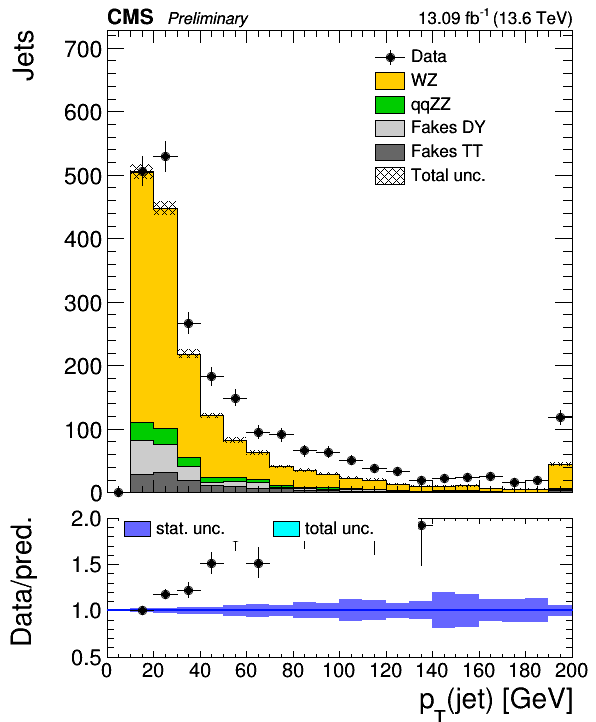 CMS Preliminary 13.09 fb⁻¹ (13.6 TeV)
Jets
700
600
500
400
300
200
100
0
Data
WZ
qqZZ
Fakes DY
Fakes TT
Total unc.
Data/pred.
2.0
1.5
1.0
0.5
stat. unc.
total unc.
0 20 40 60 80 100 120 140 160 180 200
p_T(jet) [GeV]